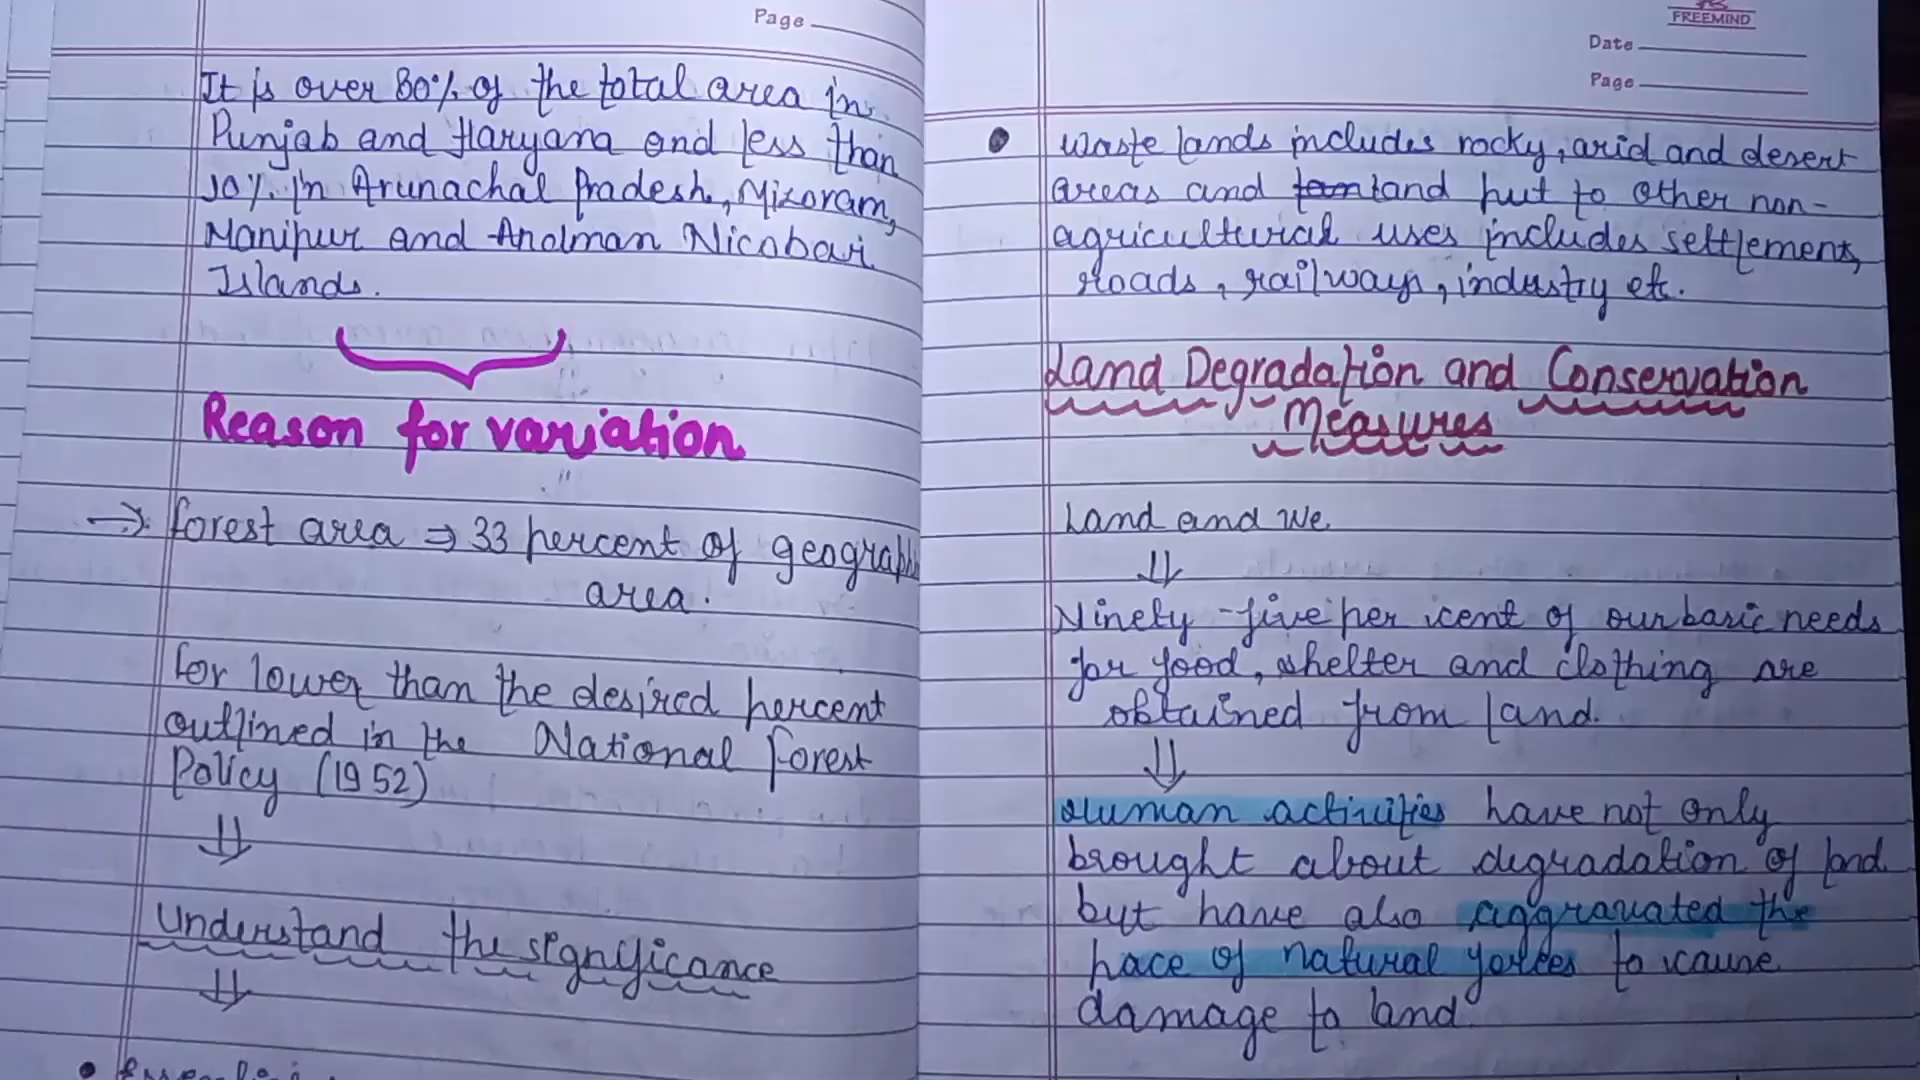 Page
It is over 80% of the total area in
Punjab and Haryana and less than
10% in Arunachal Pradesh, Mizoram,
Manipur and Andman Nicobar
Islands.
Reason for variation
→ forest area ⇒ 33 percent of geograph
area.
for lower than the desired percent
outlined in the National forest
Policy (1952)
⇓
Understand the significance
⇓
FREEMIND
Date
Page
• Waste lands includes rocky, arid and desert
areas and land put to other non-
agricultural uses includes settlement,
roads, railways, industry etc.
Land Degradation and Conservation
Measures
Land and We
⇓
Ninety-five per cent of our basic needs
for food, shelter and clothing are
obtained from land.
⇓
Human activities have not only
brought about degradation of land
but have also aggravated the
pace of natural forces to cause
damage to land.